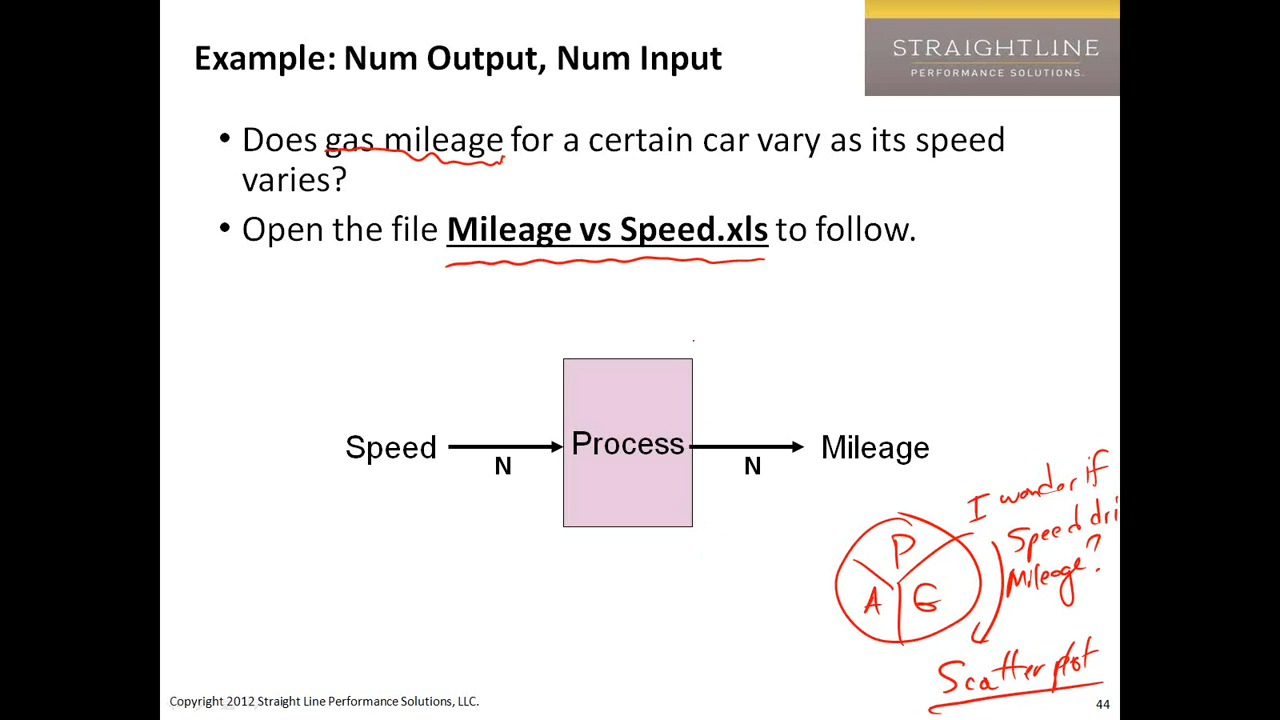 Example: Num Output, Num Input
STRAIGHTLINE
PERFORMANCE SOLUTIONS.
• Does gas mileage for a certain car vary as its speed
varies?
• Open the file Mileage vs Speed.xls to follow.
Speed
N
Process
N
Mileage
I wonder if
Speed dri
Mileage?
P
A
G
Scatter plot
Copyright 2012 Straight Line Performance Solutions, LLC.
44